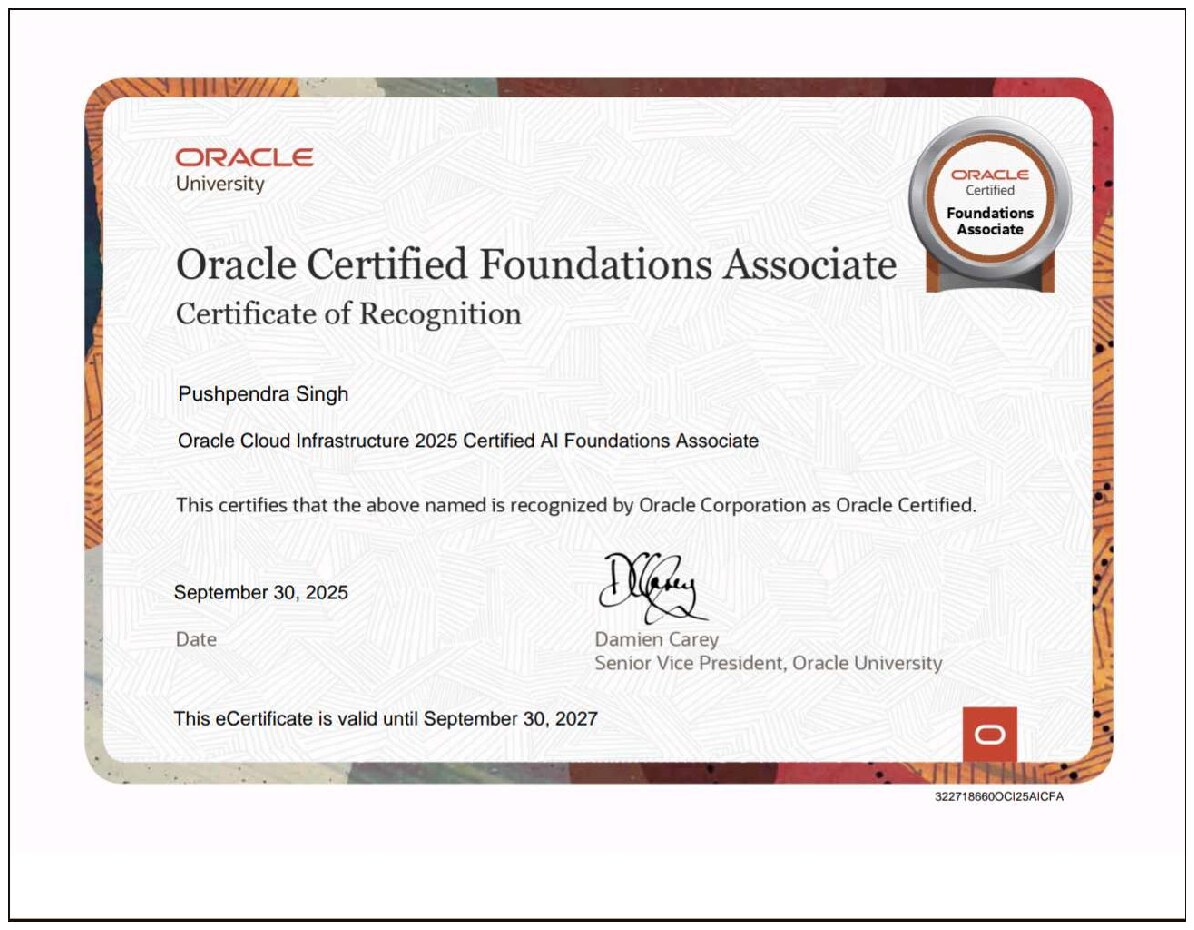 ORACLE
University
ORACLE
Certified
Foundations
Associate
Oracle Certified Foundations Associate
Certificate of Recognition
Pushpendra Singh
Oracle Cloud Infrastructure 2025 Certified AI Foundations Associate
This certifies that the above named is recognized by Oracle Corporation as Oracle Certified.
September 30, 2025
Date
Damien Carey
Senior Vice President, Oracle University
This eCertificate is valid until September 30, 2027
322718660OCI25AICFA